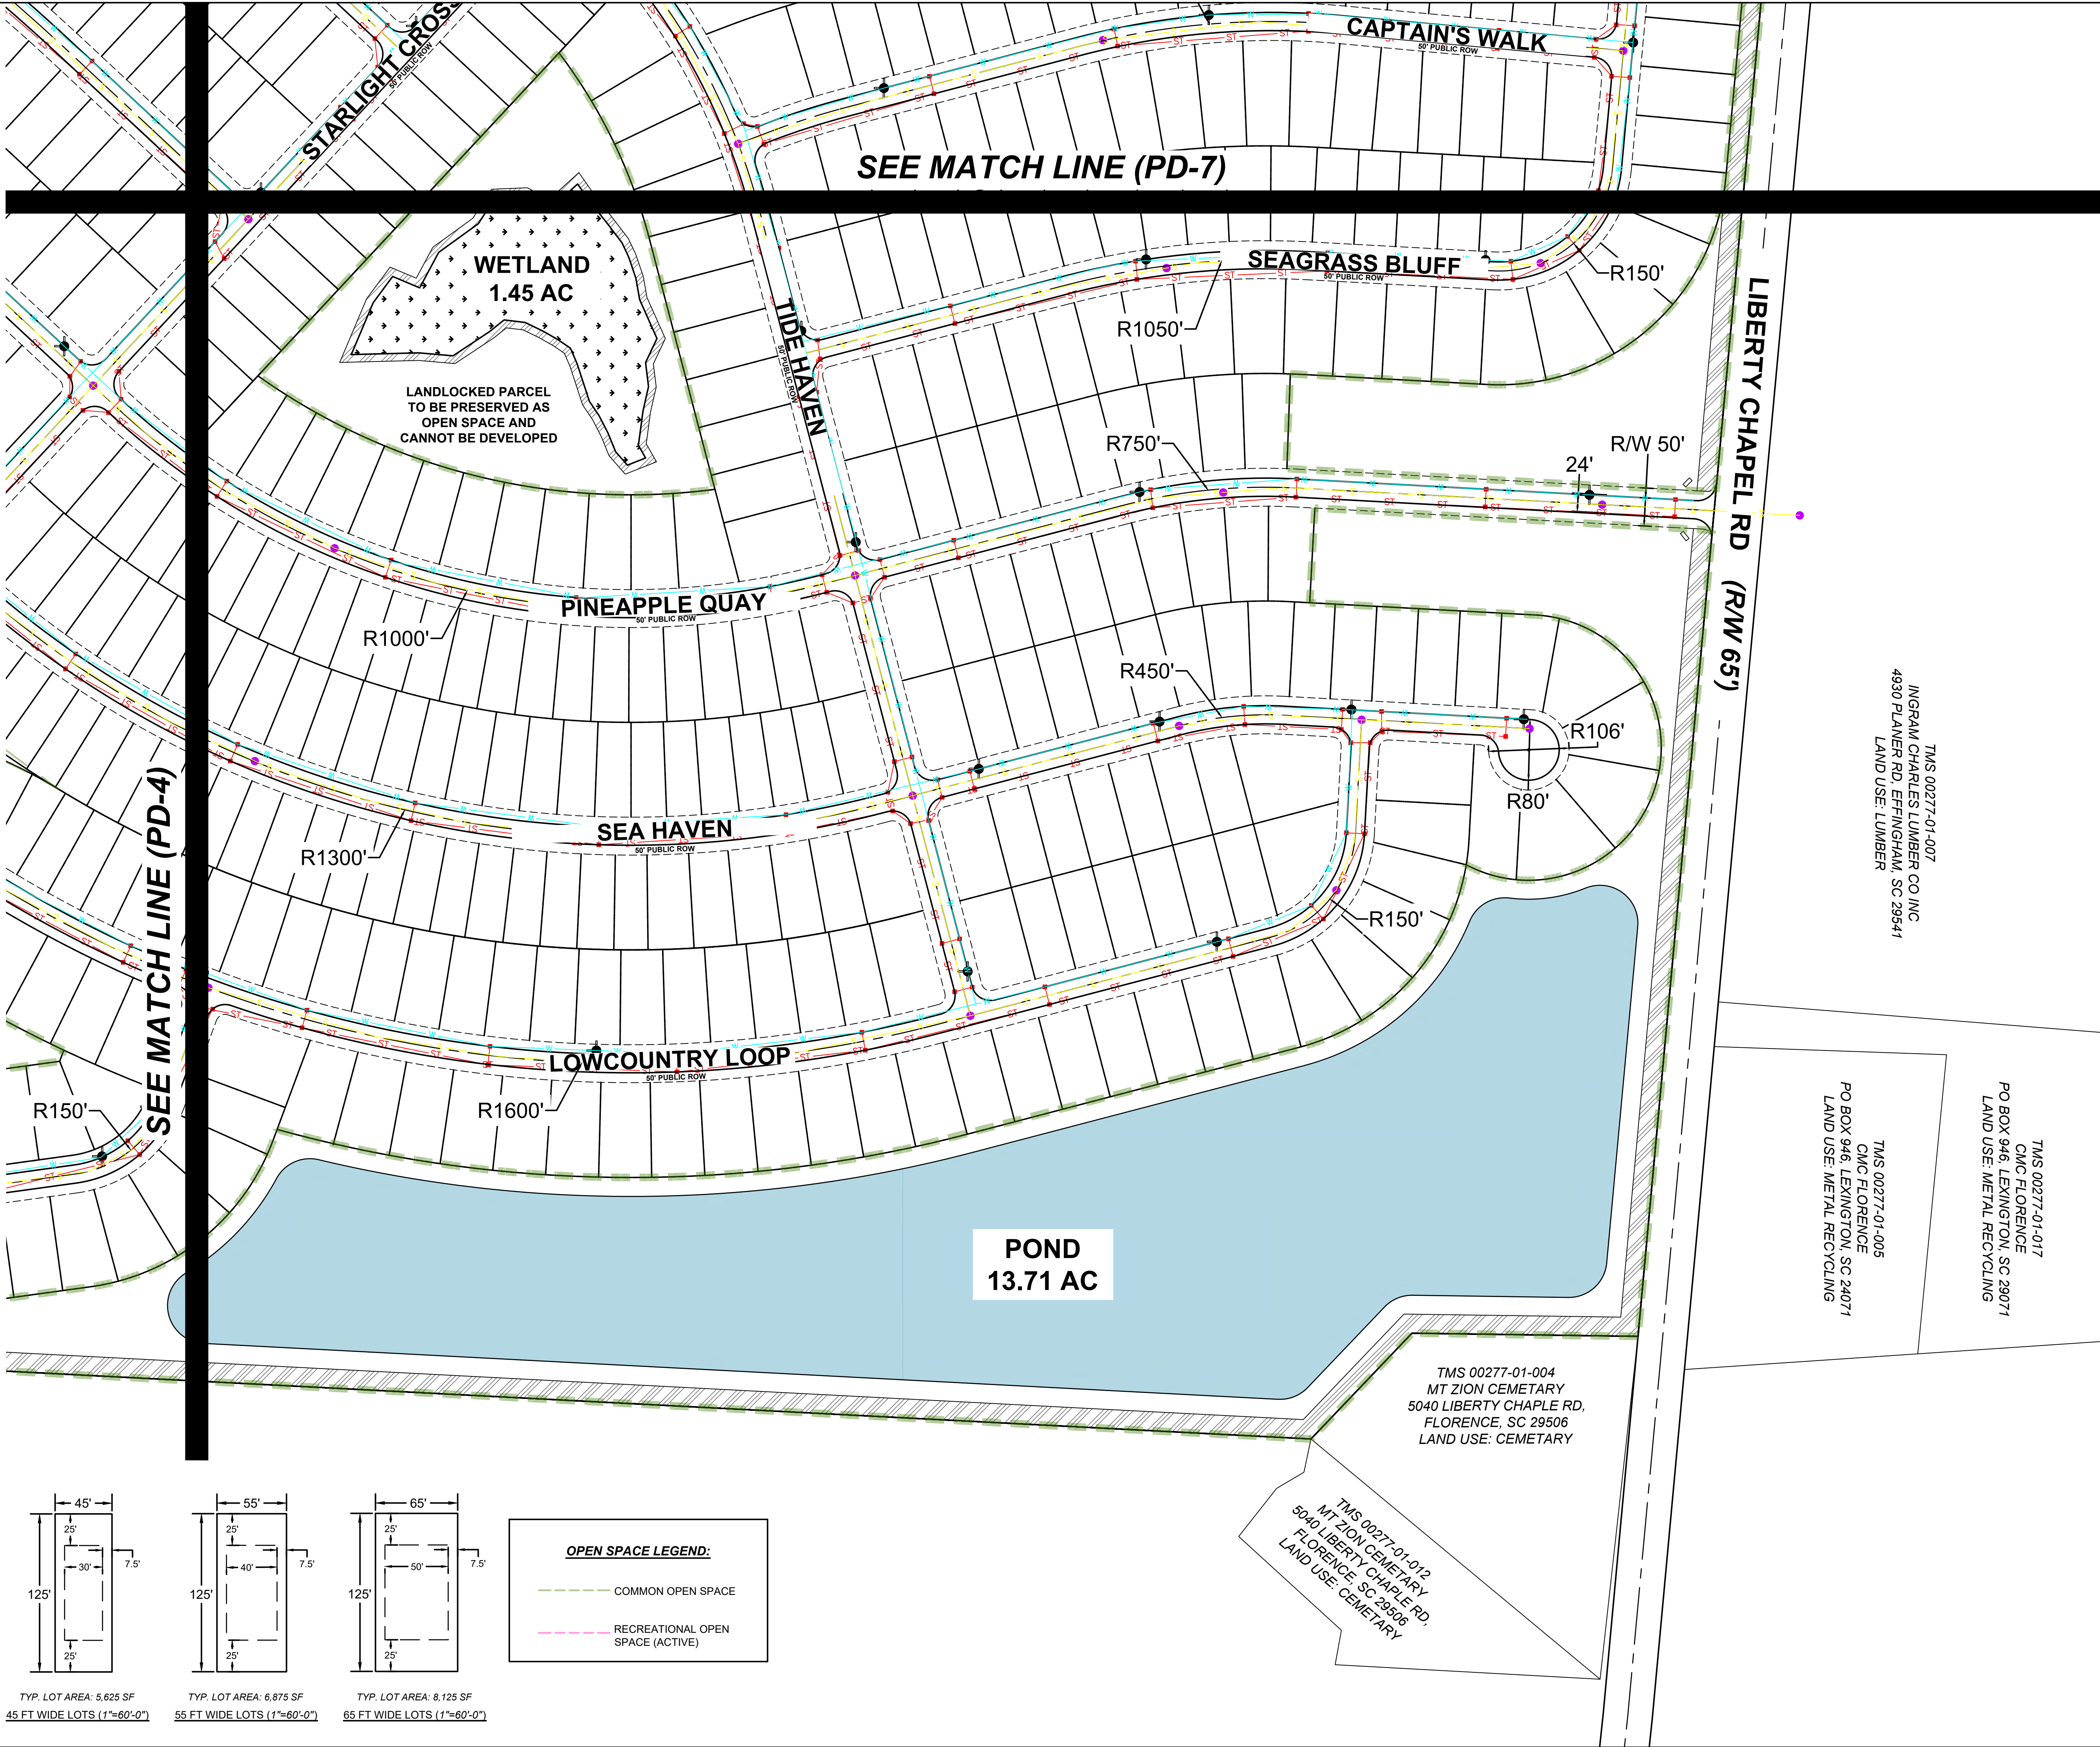 STARLIGHT CROSS
50' PUBLIC ROW
CAPTAIN'S WALK
50' PUBLIC ROW
SEE MATCH LINE (PD-7)
WETLAND
1.45 AC
LANDLOCKED PARCEL
TO BE PRESERVED AS
OPEN SPACE AND
CANNOT BE DEVELOPED
TIDE HAVEN
50' PUBLIC ROW
SEAGRASS BLUFF
50' PUBLIC ROW
R150'
R1050'
LIBERTY CHAPEL RD (R/W 65')
R750'
R/W 50'
24'
PINEAPPLE QUAY
50' PUBLIC ROW
R1000'
R450'
R106'
R80'
SEA HAVEN
50' PUBLIC ROW
R1300'
R150'
SEE MATCH LINE (PD-4)
LOWCOUNTRY LOOP
50' PUBLIC ROW
R1600'
R150'
POND
13.71 AC
TMS 00277-01-007
INGRAM CHARLES LUMBER CO INC
4930 PLANER RD, EFFINGHAM, SC 29541
LAND USE: LUMBER
TMS 00277-01-005
CMC FLORENCE
PO BOX 946, LEXINGTON, SC 24071
LAND USE: METAL RECYCLING
TMS 00277-01-017
CMC FLORENCE
PO BOX 946, LEXINGTON, SC 29071
LAND USE: METAL RECYCLING
TMS 00277-01-004
MT ZION CEMETARY
5040 LIBERTY CHAPLE RD,
FLORENCE, SC 29506
LAND USE: CEMETARY
TMS 00277-01-012
MT ZION CEMETARY
5040 LIBERTY CHAPLE RD,
FLORENCE, SC 29506
LAND USE: CEMETARY
45'
25'
30'
7.5'
125'
25'
TYP. LOT AREA: 5,625 SF
45 FT WIDE LOTS (1"=60'-0")
55'
25'
40'
7.5'
125'
25'
TYP. LOT AREA: 6,875 SF
55 FT WIDE LOTS (1"=60'-0")
65'
25'
50'
7.5'
125'
25'
TYP. LOT AREA: 8,125 SF
65 FT WIDE LOTS (1"=60'-0")
OPEN SPACE LEGEND:
COMMON OPEN SPACE
RECREATIONAL OPEN
SPACE (ACTIVE)